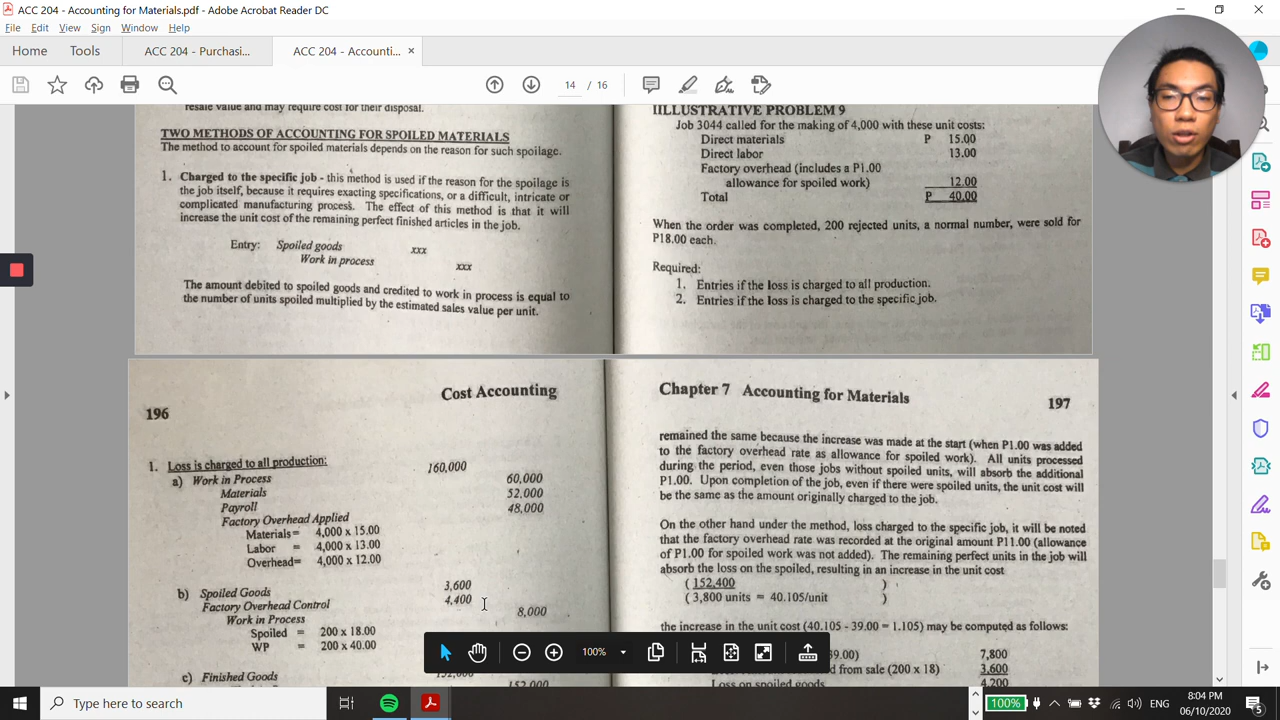 ACC 204 - Accounting for Materials.pdf - Adobe Acrobat Reader DC
File Edit View Sign Window Help
Home Tools ACC 204 - Purchasi... ACC 204 - Accounti... ×
14 / 16
resale value and may require cost for their disposal.
TWO METHODS OF ACCOUNTING FOR SPOILED MATERIALS
The method to account for spoiled materials depends on the reason for such spoilage.
1. Charged to the specific job - this method is used if the reason for the spoilage is
the job itself, because it requires exacting specifications, or a difficult, intricate or
complicated manufacturing process. The effect of this method is that it will
increase the unit cost of the remaining perfect finished articles in the job.
Entry: Spoiled goods xxx
Work in process xxx
The amount debited to spoiled goods and credited to work in process is equal to
the number of units spoiled multiplied by the estimated sales value per unit.
IILLUSTRATIVE PROBLEM 9
Job 3044 called for the making of 4,000 with these unit costs:
Direct materials P 15.00
Direct labor 13.00
Factory overhead (includes a P1.00
allowance for spoiled work) 12.00
Total P 40.00
When the order was completed, 200 rejected units, a normal number, were sold for
P18.00 each.
Required:
1. Entries if the loss is charged to all production.
2. Entries if the loss is charged to the specific job.
196 Cost Accounting
1. Loss is charged to all production:
a) Work in Process 160,000
Materials 60,000
Payroll 52,000
Factory Overhead Applied 48,000
Materials= 4,000 x 15.00
Labor = 4,000 x 13.00
Overhead= 4,000 x 12.00
b) Spoiled Goods 3,600
Factory Overhead Control 4,400
Work in Process 8,000
Spoiled = 200 x 18.00
WP = 200 x 40.00
c) Finished Goods 152,000
152,000
Chapter 7 Accounting for Materials 197
remained the same because the increase was made at the start (when P1.00 was added
to the factory overhead rate as allowance for spoiled work). All units processed
during the period, even those jobs without spoiled units, will absorb the additional
P1.00. Upon completion of the job, even if there were spoiled units, the unit cost will
be the same as the amount originally charged to the job.
On the other hand under the method, loss charged to the specific job, it will be noted
that the factory overhead rate was recorded at the original amount P11.00 (allowance
of P1.00 for spoiled work was not added). The remaining perfect units in the job will
absorb the loss on the spoiled, resulting in an increase in the unit cost
( 152,400 )
( 3,800 units = 40.105/unit )
the increase in the unit cost (40.105 - 39.00 = 1.105) may be computed as follows:
39.00) 7,800
from sale (200 x 18) 3,600
Loss on spoiled goods 4,200
100%
Type here to search
100% ENG
8:04 PM
06/10/2020
5